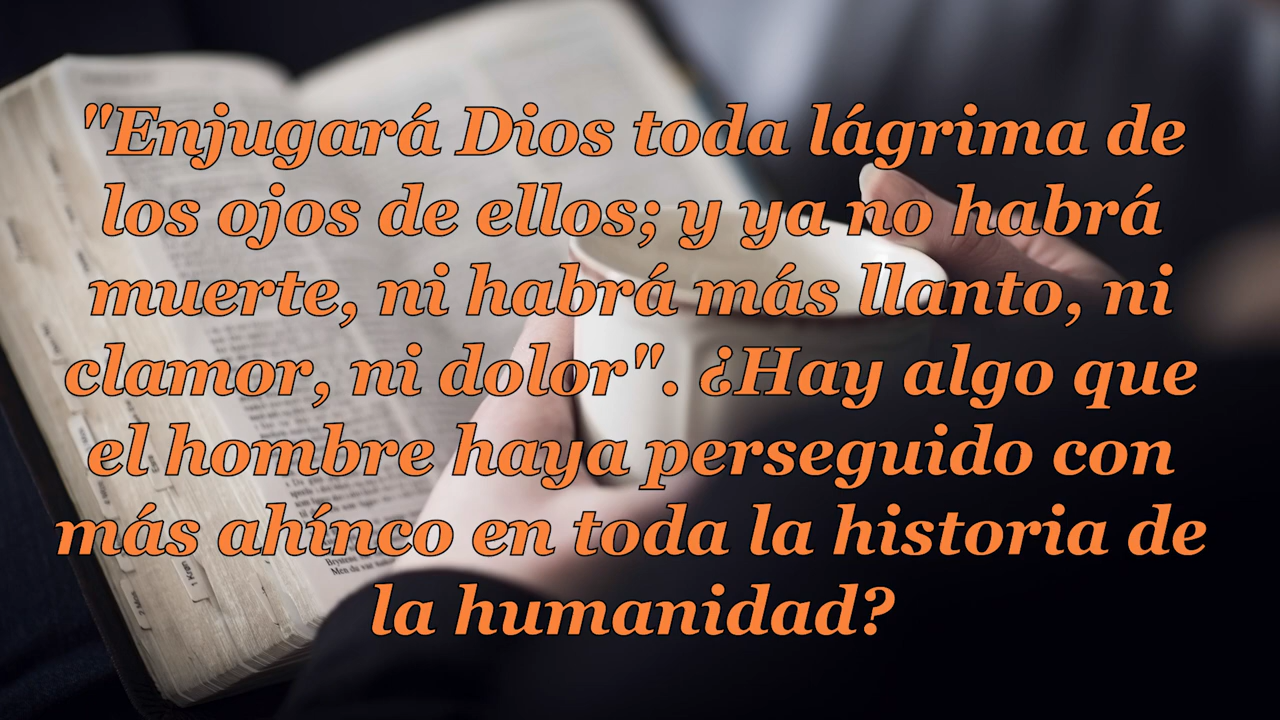 "Enjugará Dios toda lágrima de
los ojos de ellos; y ya no habrá
muerte, ni habrá más llanto, ni
clamor, ni dolor". ¿Hay algo que
el hombre haya perseguido con
más ahínco en toda la historia de
la humanidad?